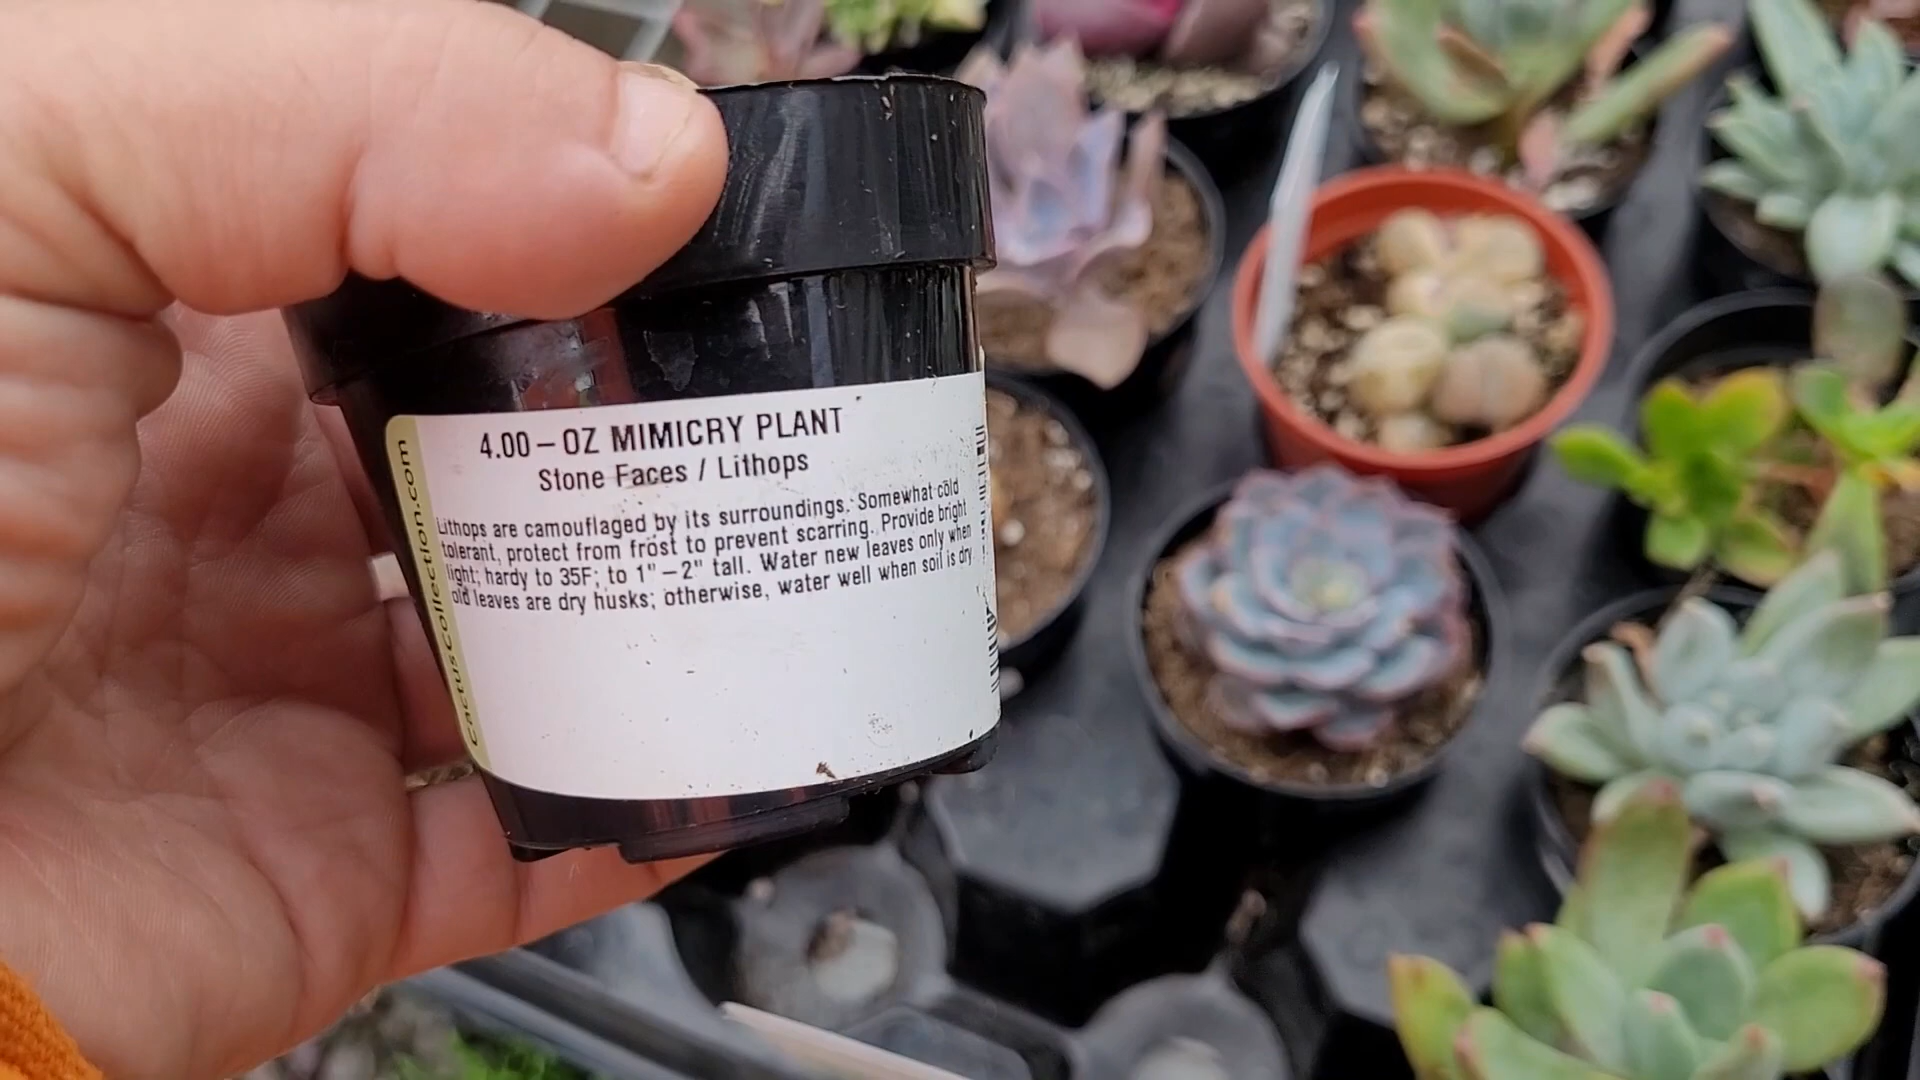 4.00–OZ MIMICRY PLANT
Stone Faces / Lithops
Lithops are camouflaged by its surroundings. Somewhat cold
tolerant, protect from frost to prevent scarring. Provide bright
light; hardy to 35F; to 1"–2" tall. Water new leaves only when
old leaves are dry husks; otherwise, water well when soil is dry
CactusCollection.com